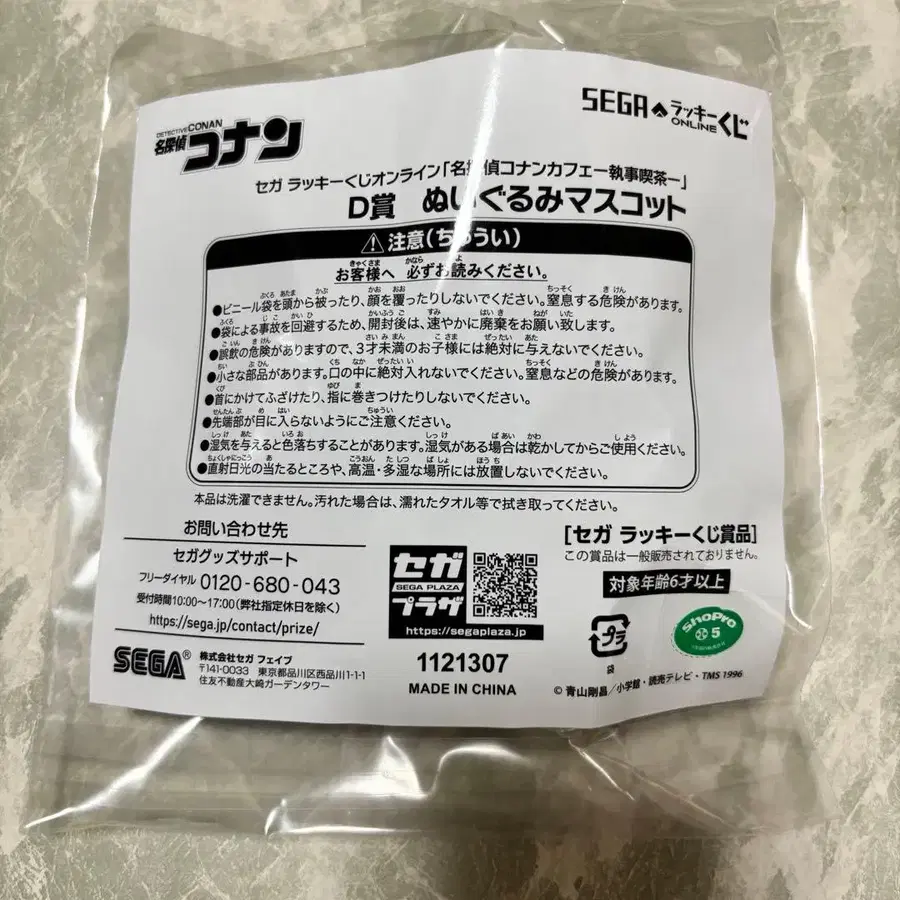 DETECTIVE CONAN
名探偵コナン
SEGA ラッキーくじ
ONLINE
セガ ラッキーくじオンライン「名探偵コナンカフェー執事喫茶ー」
D賞 ぬいぐるみマスコット
注意(ちゅうい)
お客様へ 必ずお読みください。
●ビニール袋を頭から被ったり、顔を覆ったりしないでください。窒息する危険があります。
●袋による事故を回避するため、開封後は、速やかに廃棄をお願い致します。
●誤飲の危険がありますので、3才未満のお子様には絶対に与えないでください。
●小さな部品があります。口の中に絶対入れないでください。窒息などの危険があります。
●首にかけてふざけたり、指に巻きつけたりしないでください。
●先端部が目に入らないようにご注意ください。
●湿気を与えると色落ちすることがあります。湿気がある場合は乾かしてからご使用ください。
●直射日光の当たるところや、高温・多湿な場所には放置しないでください。
本品は洗濯できません。汚れた場合は、濡れたタオル等で拭き取ってください。
お問い合わせ先
セガグッズサポート
フリーダイヤル 0120-680-043
受付時間10:00~17:00(弊社指定休日を除く)
https://sega.jp/contact/prize/
SEGA® 株式会社セガ フェイブ
〒141-0033 東京都品川区西品川1-1-1
住友不動産大崎ガーデンタワー
セガ
SEGA PLAZA
プラザ
https://segaplaza.jp
1121307
MADE IN CHINA
[セガ ラッキーくじ賞品]
この賞品は一般販売されておりません。
対象年齢6才以上
プラ
袋
ShoPro
5
© 青山剛昌/小学館・読売テレビ・TMS 1996